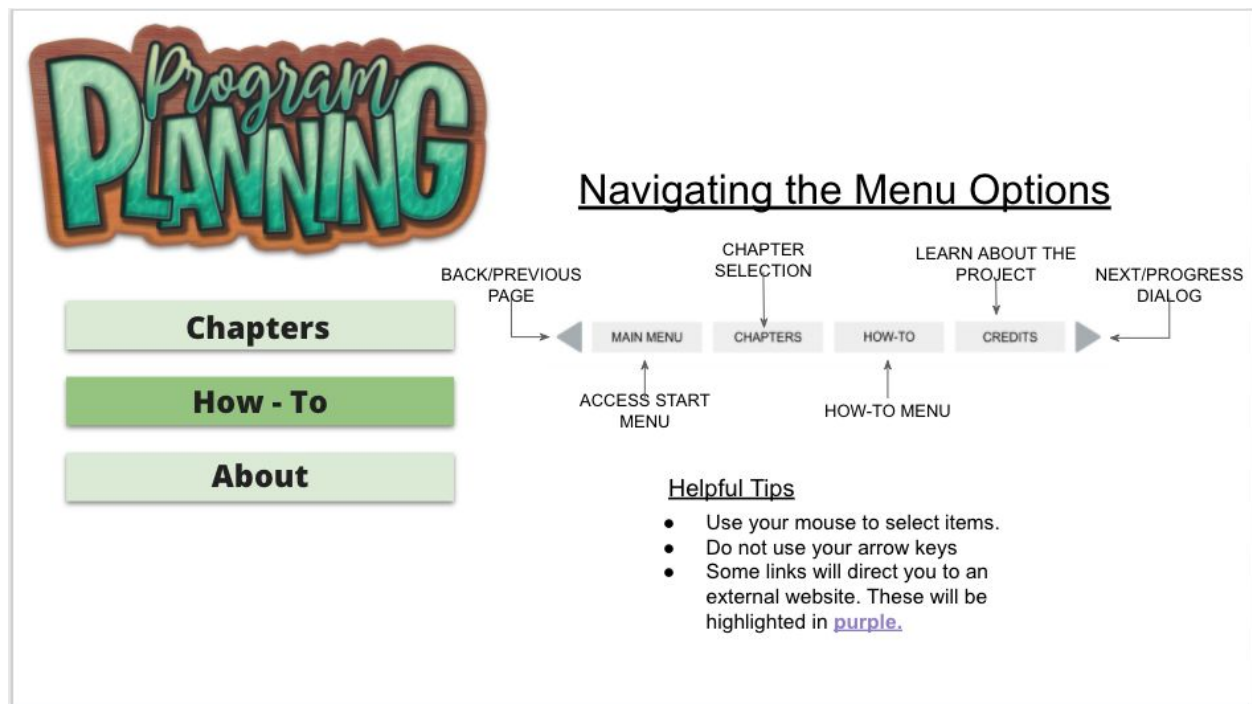 Program
PLANNING
Chapters
How - To
About
Navigating the Menu Options
BACK/PREVIOUS
PAGE
CHAPTER
SELECTION
LEARN ABOUT THE
PROJECT
NEXT/PROGRESS
DIALOG
MAIN MENU
CHAPTERS
HOW-TO
CREDITS
ACCESS START
MENU
HOW-TO MENU
Helpful Tips
● Use your mouse to select items.
● Do not use your arrow keys
● Some links will direct you to an
external website. These will be
highlighted in purple.